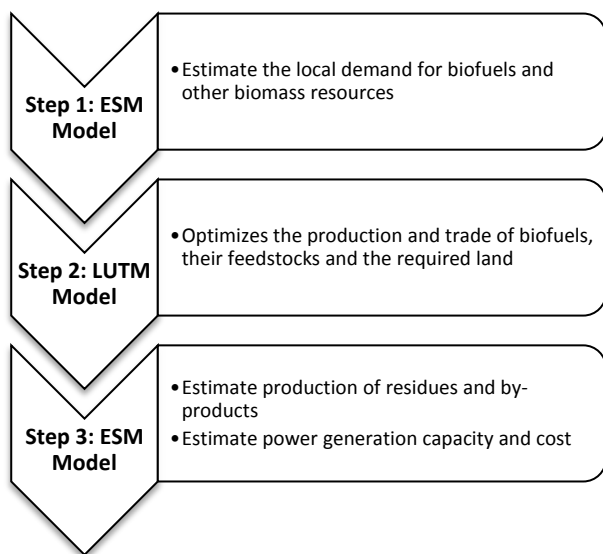 Step 1: ESM
Model
•Estimate the local demand for biofuels and
other biomass resources
Step 2: LUTM
Model
•Optimizes the production and trade of biofuels,
their feedstocks and the required land
Step 3: ESM
Model
•Estimate production of residues and by-
products
•Estimate power generation capacity and cost